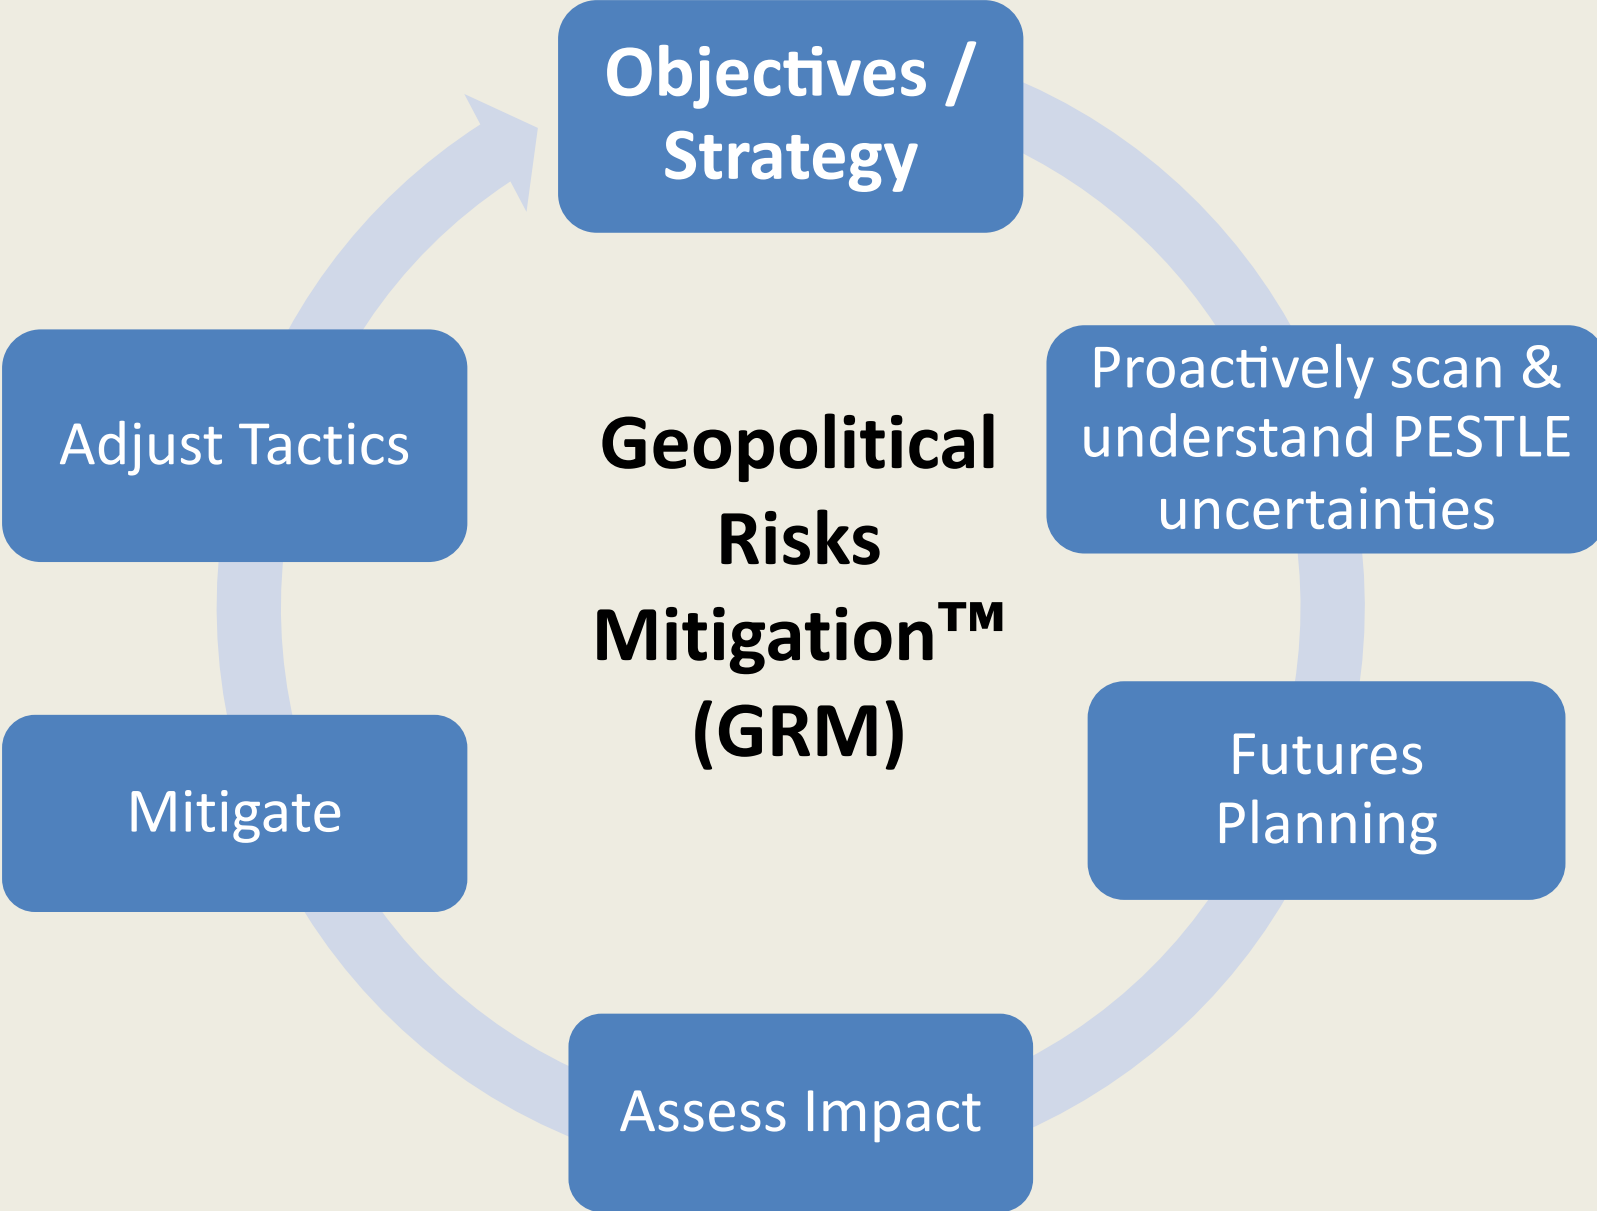 Objectives /
Strategy
Proactively scan &
understand PESTLE
uncertainties
Futures
Planning
Assess Impact
Mitigate
Adjust Tactics
Geopolitical
Risks
Mitigation™
(GRM)